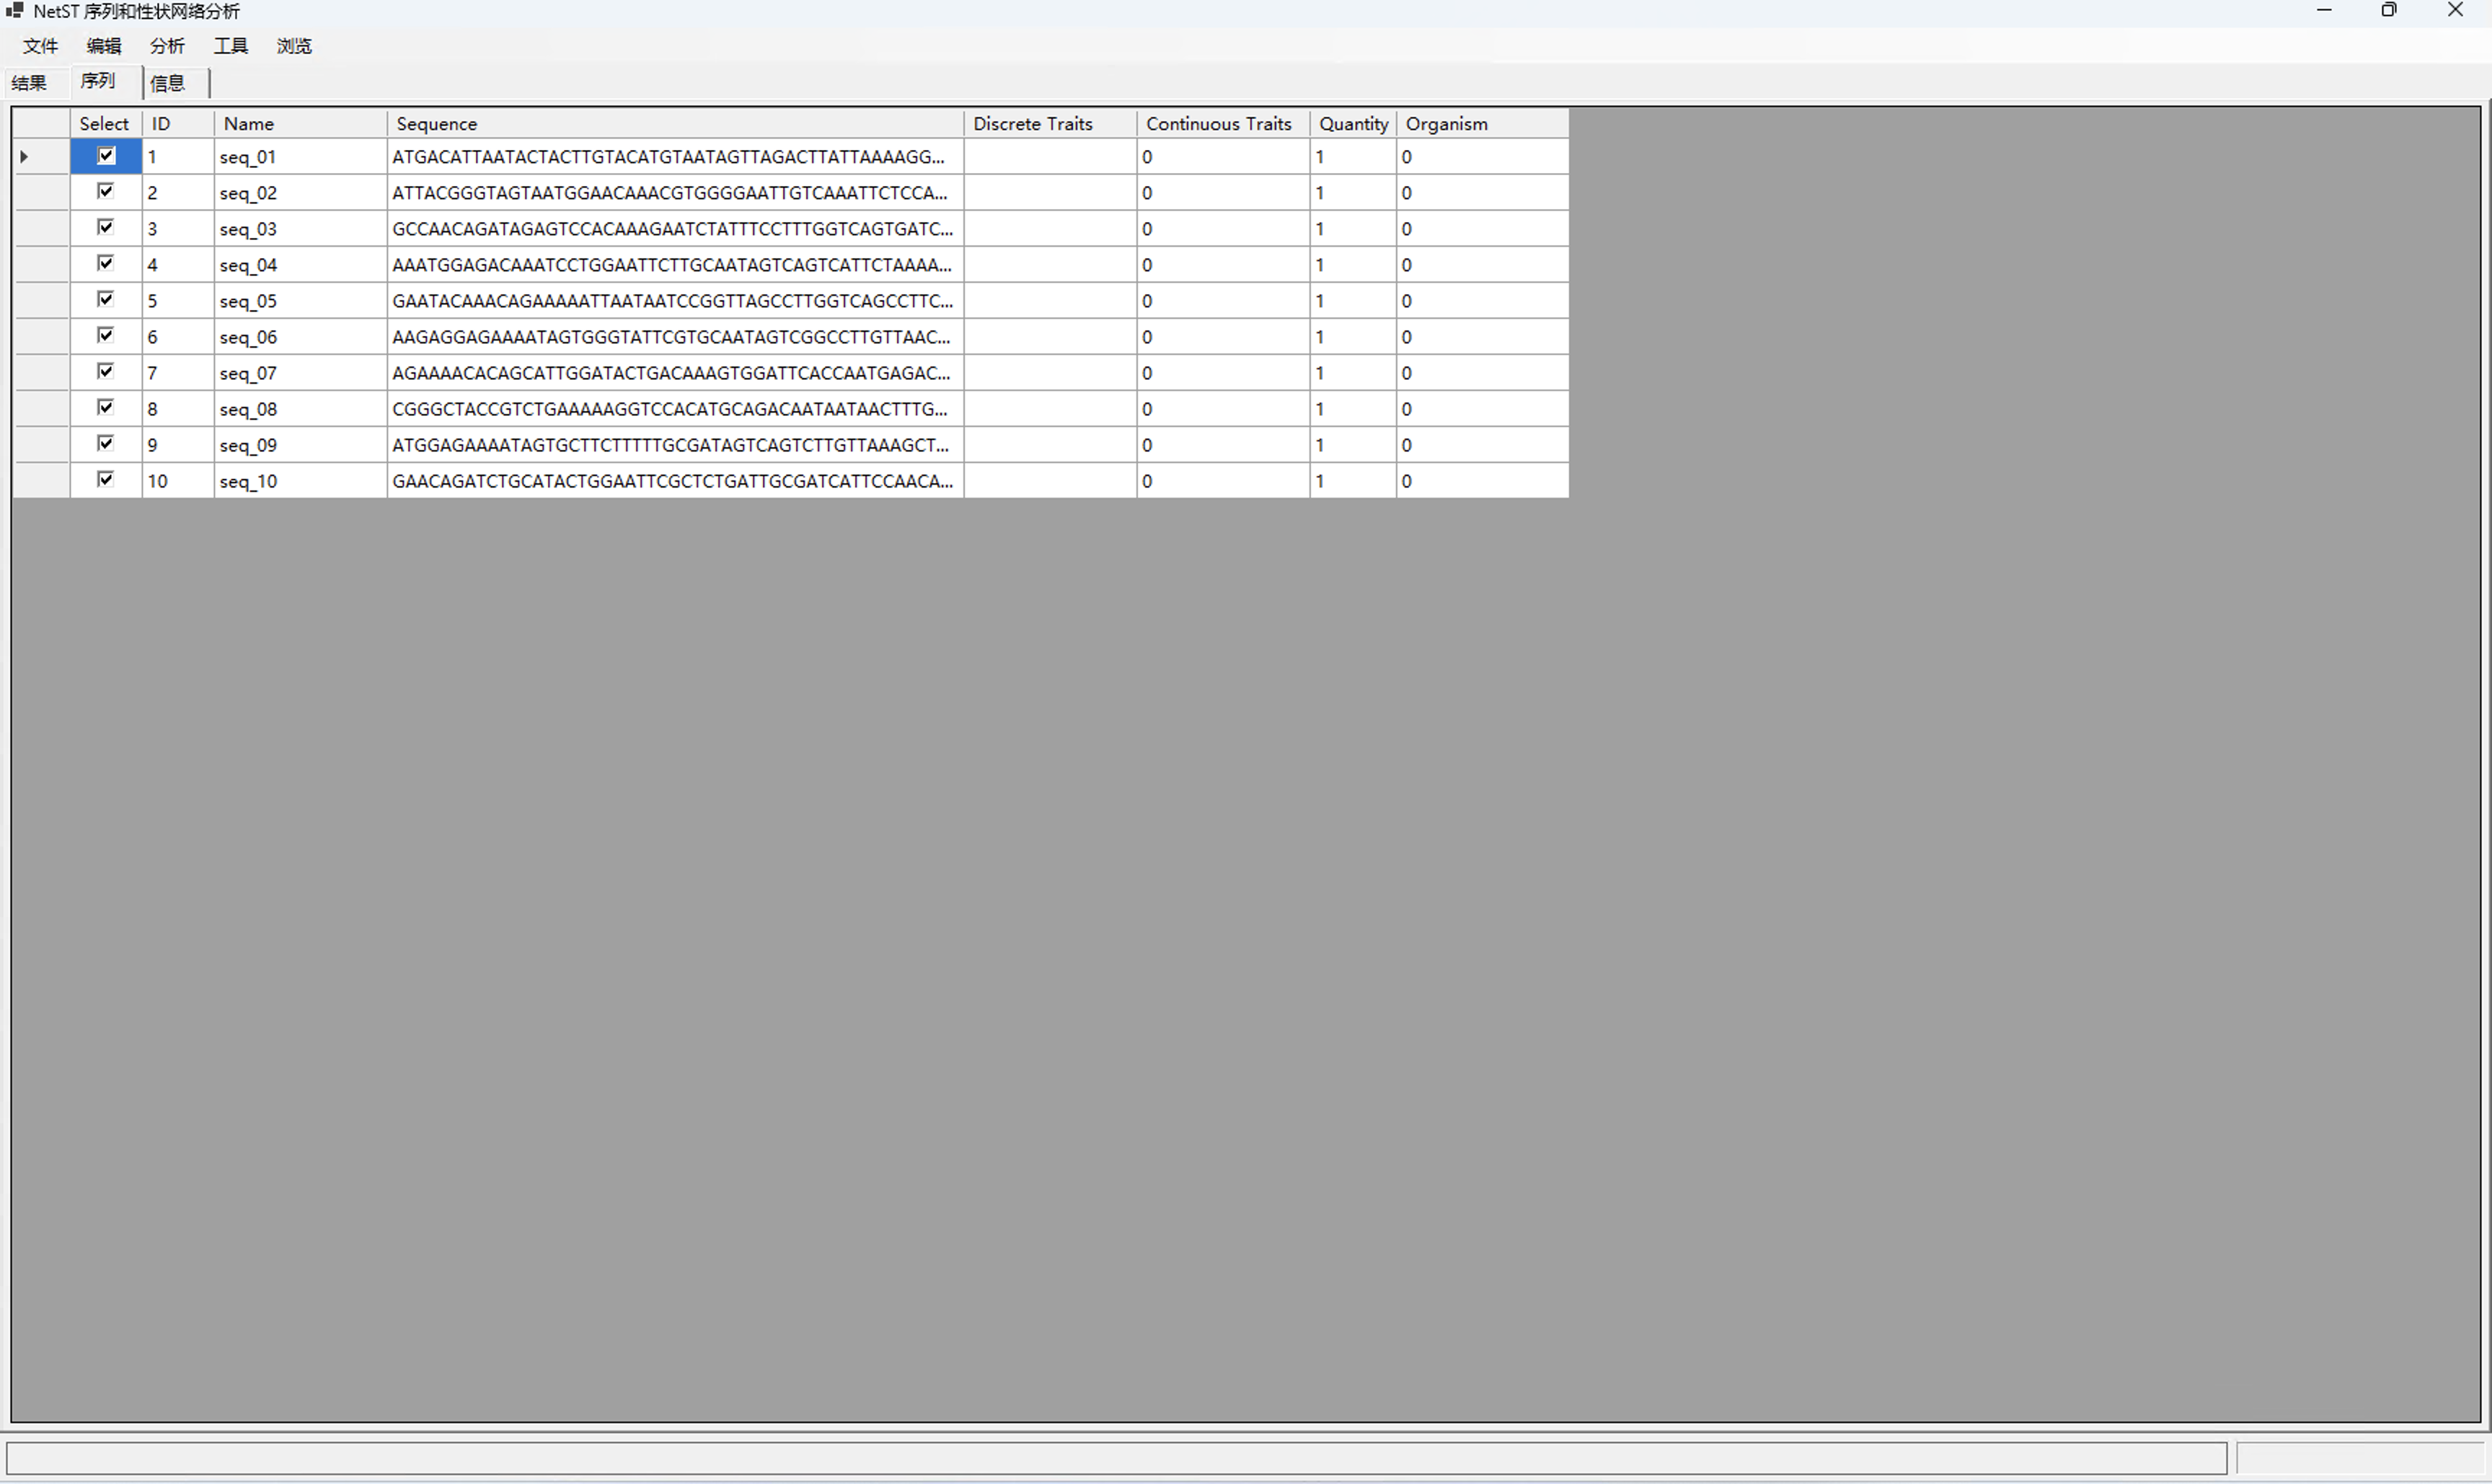 NetST 序列和性状网络分析
文件 编辑 分析 工具 浏览
结果 序列 信息
Select ID Name Sequence Discrete Traits Continuous Traits Quantity Organism
1 seq_01 ATGACATTAATACTACTTGTACATGTAATAGTTAGACTTATTAAAAGG... 0 1 0
2 seq_02 ATTACGGGTAGTAATGGAACAAACGTGGGGAATTGTCAAATTCTCCA... 0 1 0
3 seq_03 GCCAACAGATAGAGTCCACAAAGAATCTATTTCCTTTGGTCAGTGATC... 0 1 0
4 seq_04 AAATGGAGACAAATCCTGGAATTCTTGCAATAGTCAGTCATTCTAAAA... 0 1 0
5 seq_05 GAATACAAACAGAAAAATTAATAATCCGGTTAGCCTTGGTCAGCCTTC... 0 1 0
6 seq_06 AAGAGGAGAAAATAGTGGGTATTCGTGCAATAGTCGGCCTTGTTAAC... 0 1 0
7 seq_07 AGAAAACACAGCATTGGATACTGACAAAGTGGATTCACCAATGAGAC... 0 1 0
8 seq_08 CGGGCTACCGTCTGAAAAAGGTCCACATGCAGACAATAATAACTTTG... 0 1 0
9 seq_09 ATGGAGAAAATAGTGCTTCTTTTTGCGATAGTCAGTCTTGTTAAAGCT... 0 1 0
10 seq_10 GAACAGATCTGCATACTGGAATTCGCTCTGATTGCGATCATTCCAACA... 0 1 0